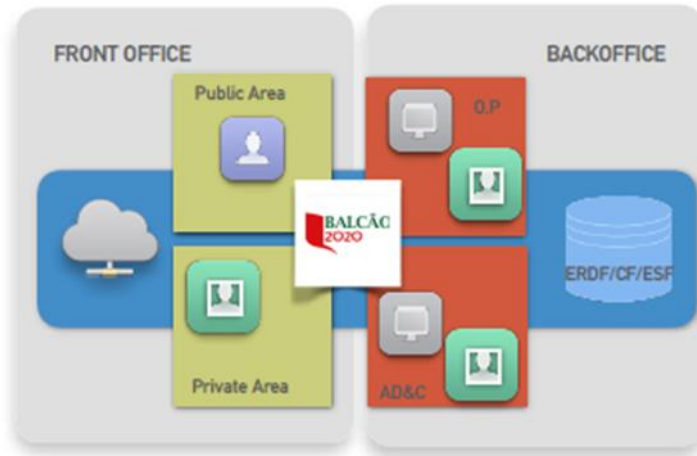 FRONT OFFICE
BACKOFFICE
Public Area
O.P
BALCÃO
2020
ERDF/CF/ESF
Private Area
AD&C